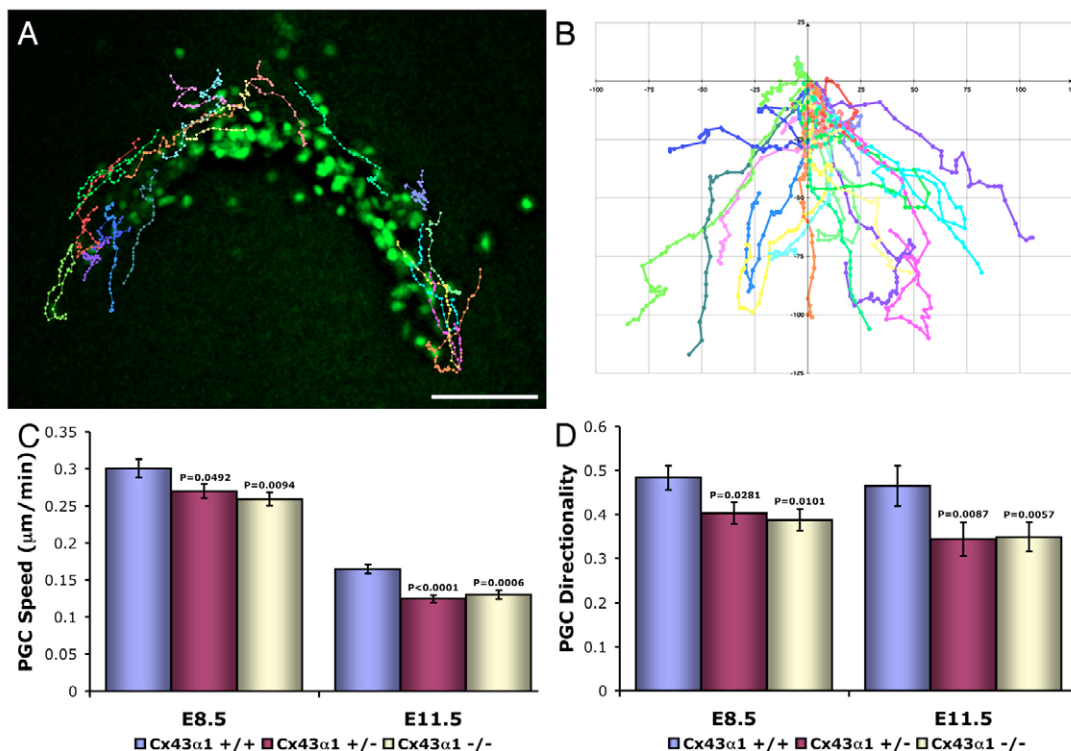 A
B
25
-100
-75
-50
-25
0
25
50
75
100
-25
-50
-75
-100
-125
C
PGC Speed (μm/min)
0.35
0.3
0.25
0.2
0.15
0.1
0.05
0
P=0.0492
P=0.0094
P<0.0001
P=0.0006
E8.5
E11.5
Cx43α1 +/+
Cx43α1 +/-
Cx43α1 -/-
D
PGC Directionality
0.6
0.5
0.4
0.3
0.2
0.1
0
P=0.0281
P=0.0101
P=0.0087
P=0.0057
E8.5
E11.5
Cx43α1 +/+
Cx43α1 +/-
Cx43α1 -/-